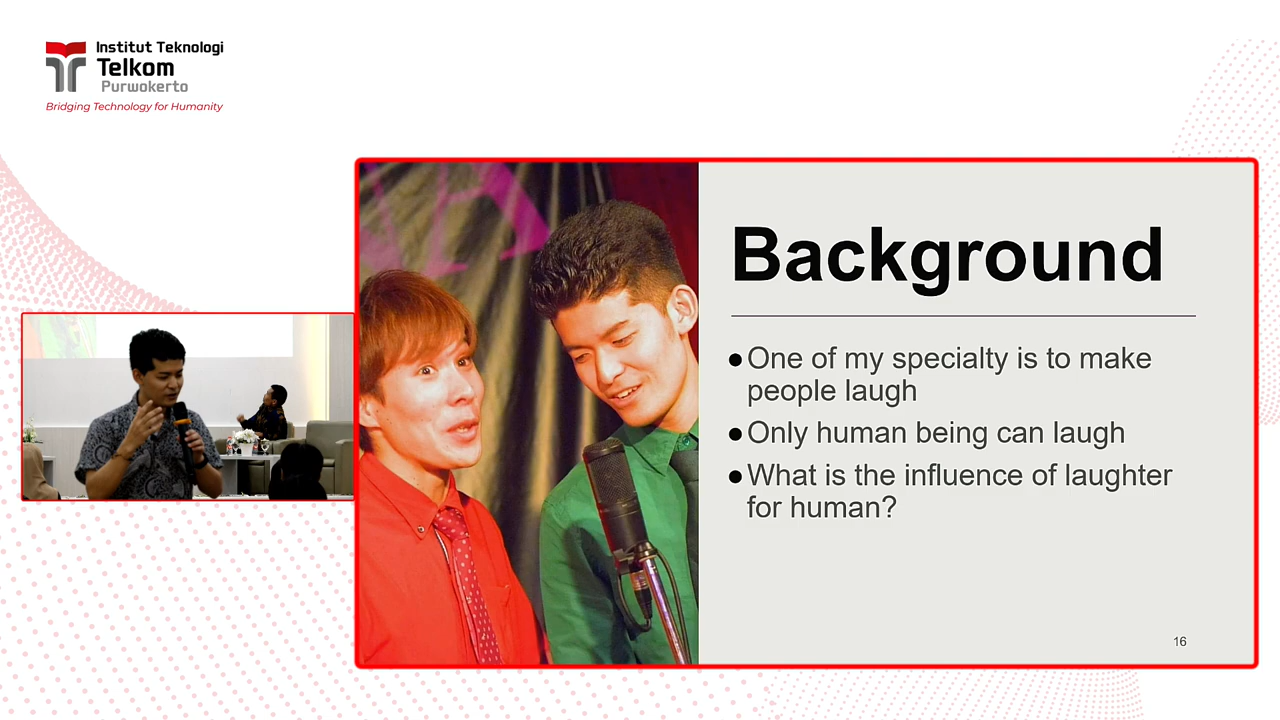 Institut Teknologi
Telkom
Purwokerto
Bridging Technology for Humanity
Background
●One of my specialty is to make
people laugh
●Only human being can laugh
●What is the influence of laughter
for human?
16